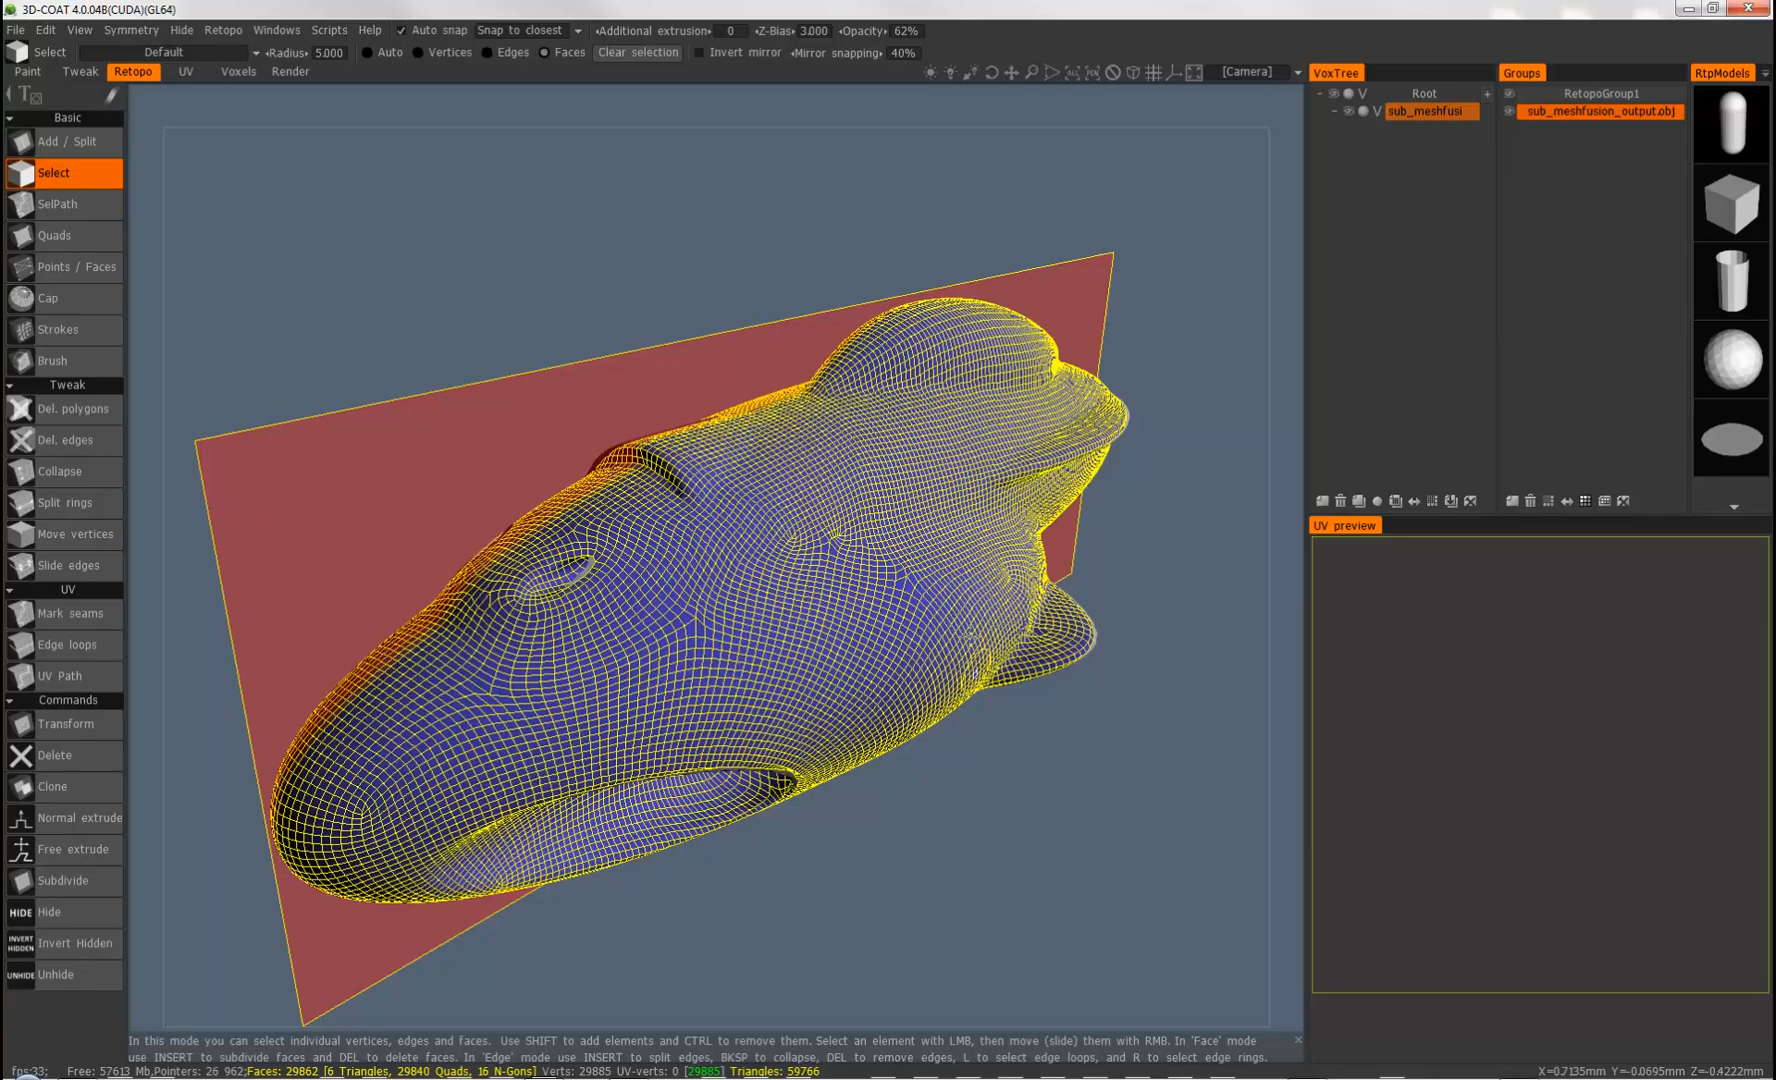 3D-COAT 4.0.04B(CUDA)(GL64)
File Edit View Symmetry Hide Retopo Windows Scripts Help Auto snap Snap to closest Additional extrusion 0 Z-Bias 3.000 Opacity 62%
Select Default Radius 5.000 Auto Vertices Edges Faces Clear selection Invert mirror Mirror snapping 40%
Paint Tweak Retopo UV Voxels Render [Camera] VoxTree Groups RtpModels
Root + RetopoGroup1
V sub_meshfusi sub_meshfusion_output.obj
Basic
Add / Split
Select
SelPath
Quads
Points / Faces
Cap
Strokes
Brush
Tweak
Del. polygons
Del. edges
Collapse
Split rings
Move vertices
Slide edges
UV
Mark seams
Edge loops
UV Path
Commands
Transform
Delete
Clone
Normal extrude
Free extrude
Subdivide
HIDE Hide
INVERT HIDDEN Invert Hidden
UNHIDE Unhide
UV preview
In this mode you can select individual vertices, edges and faces. Use SHIFT to add elements and CTRL to remove them. Select an element with LMB, then move (slide) them with RMB. In 'Face' mode
use INSERT to subdivide faces and DEL to delete faces. In 'Edge' mode use INSERT to split edges, BKSP to collapse, DEL to remove edges, L to select edge loops, and R to select edge rings.
fps:33; Free: 57613 Mb,Pointers: 26 962;Faces: 29862 [6 Triangles, 29840 Quads, 16 N-Gons] Verts: 29885 UV-verts: 0 [29885] Triangles: 59766 X=0.7135mm Y=-0.0695mm Z=-0.4222mm